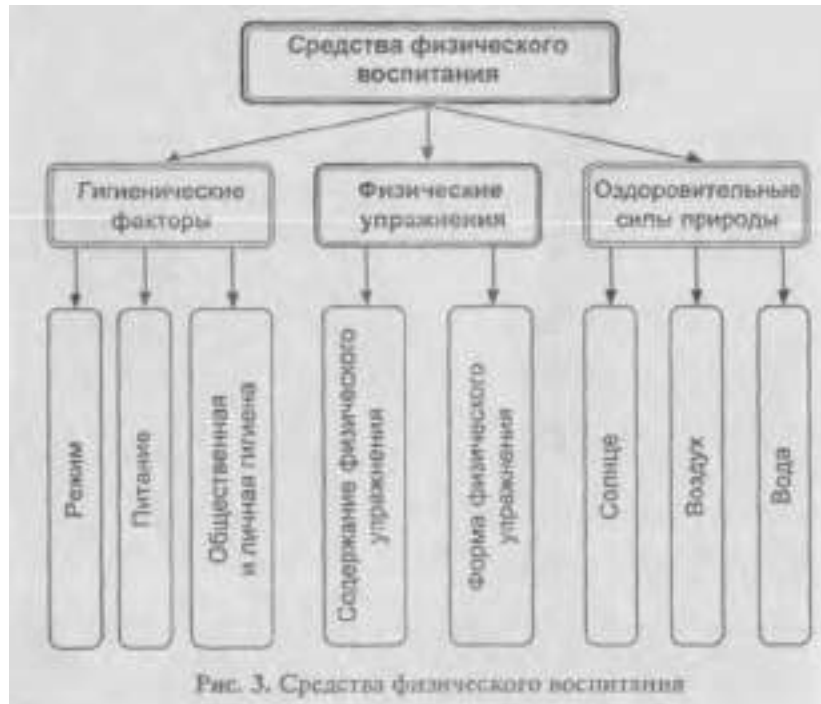 Средства физического
воспитания
Гигиенические
факторы
Физические
упражнения
Оздоровительные
силы природы
Режим
Питание
Общественная
и личная гигиена
Содержание физического
упражнения
Форма физического
упражнения
Солнце
Воздух
Вода
Рис. 3. Средства физического воспитания